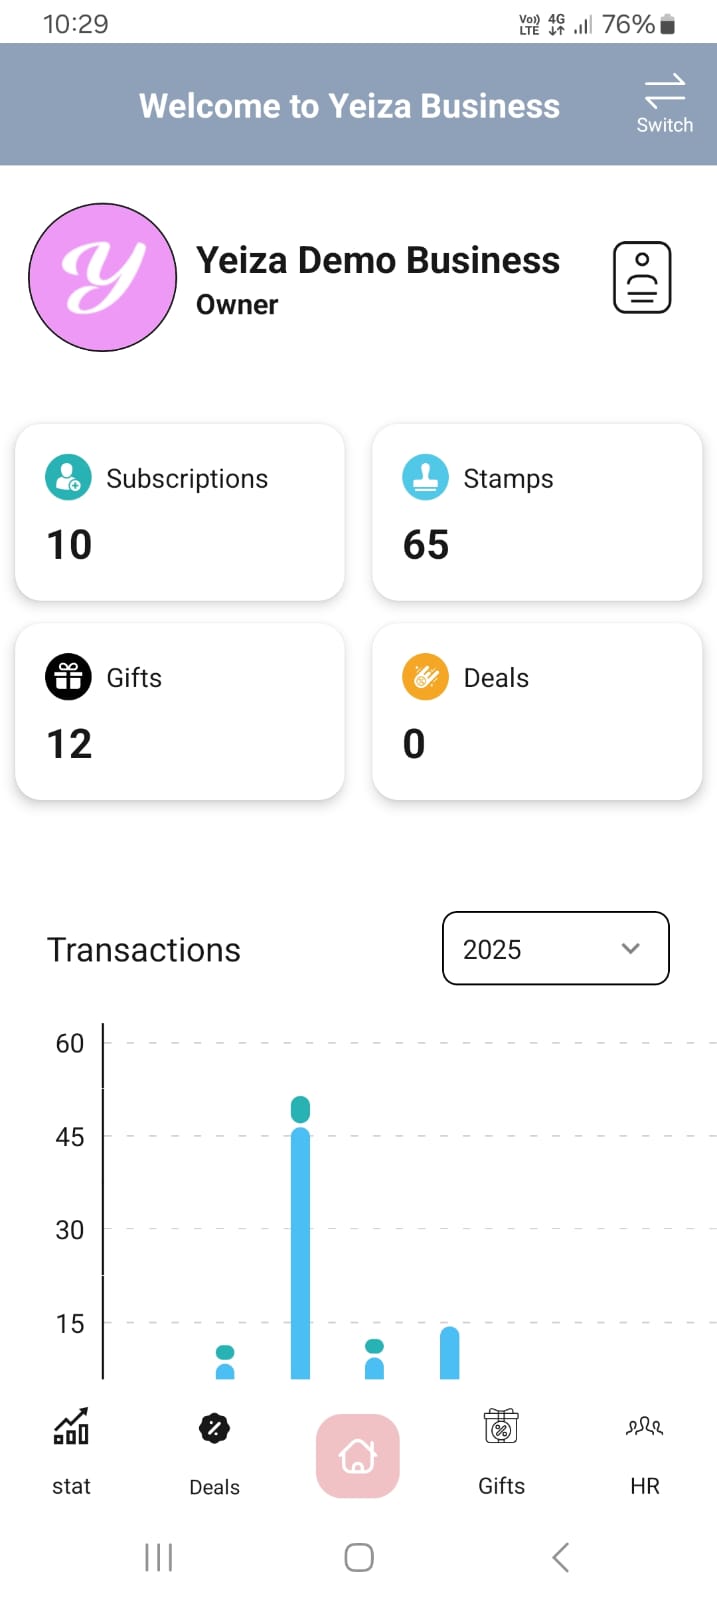 10:29
Vo)) LTE 4G 76%
Welcome to Yeiza Business
Switch
Y
Yeiza Demo Business
Owner
Subscriptions
10
Stamps
65
Gifts
12
Deals
0
Transactions
2025
60
45
30
15
stat
Deals
Gifts
HR